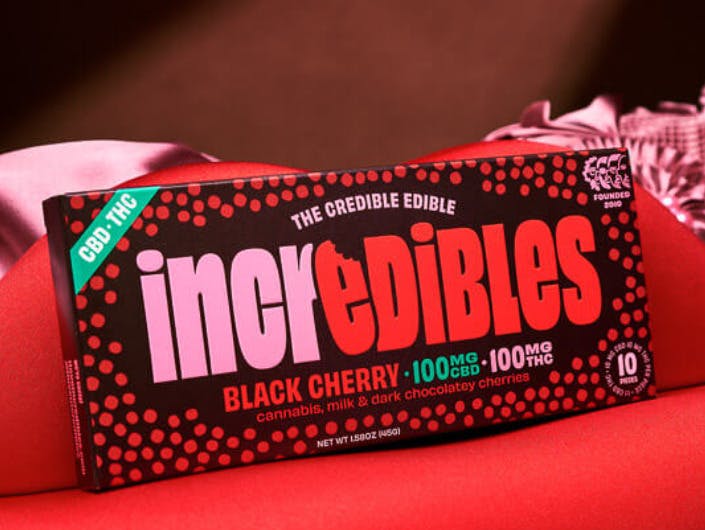 CBD·THC
THE CREDIBLE EDIBLE
FOUNDED
2010
incrediBLes
BLACK CHERRY · 100MG CBD · 100MG THC
cannabis, milk & dark chocolatey cherries
10
PIECES
NET WT 1.58OZ (45G)